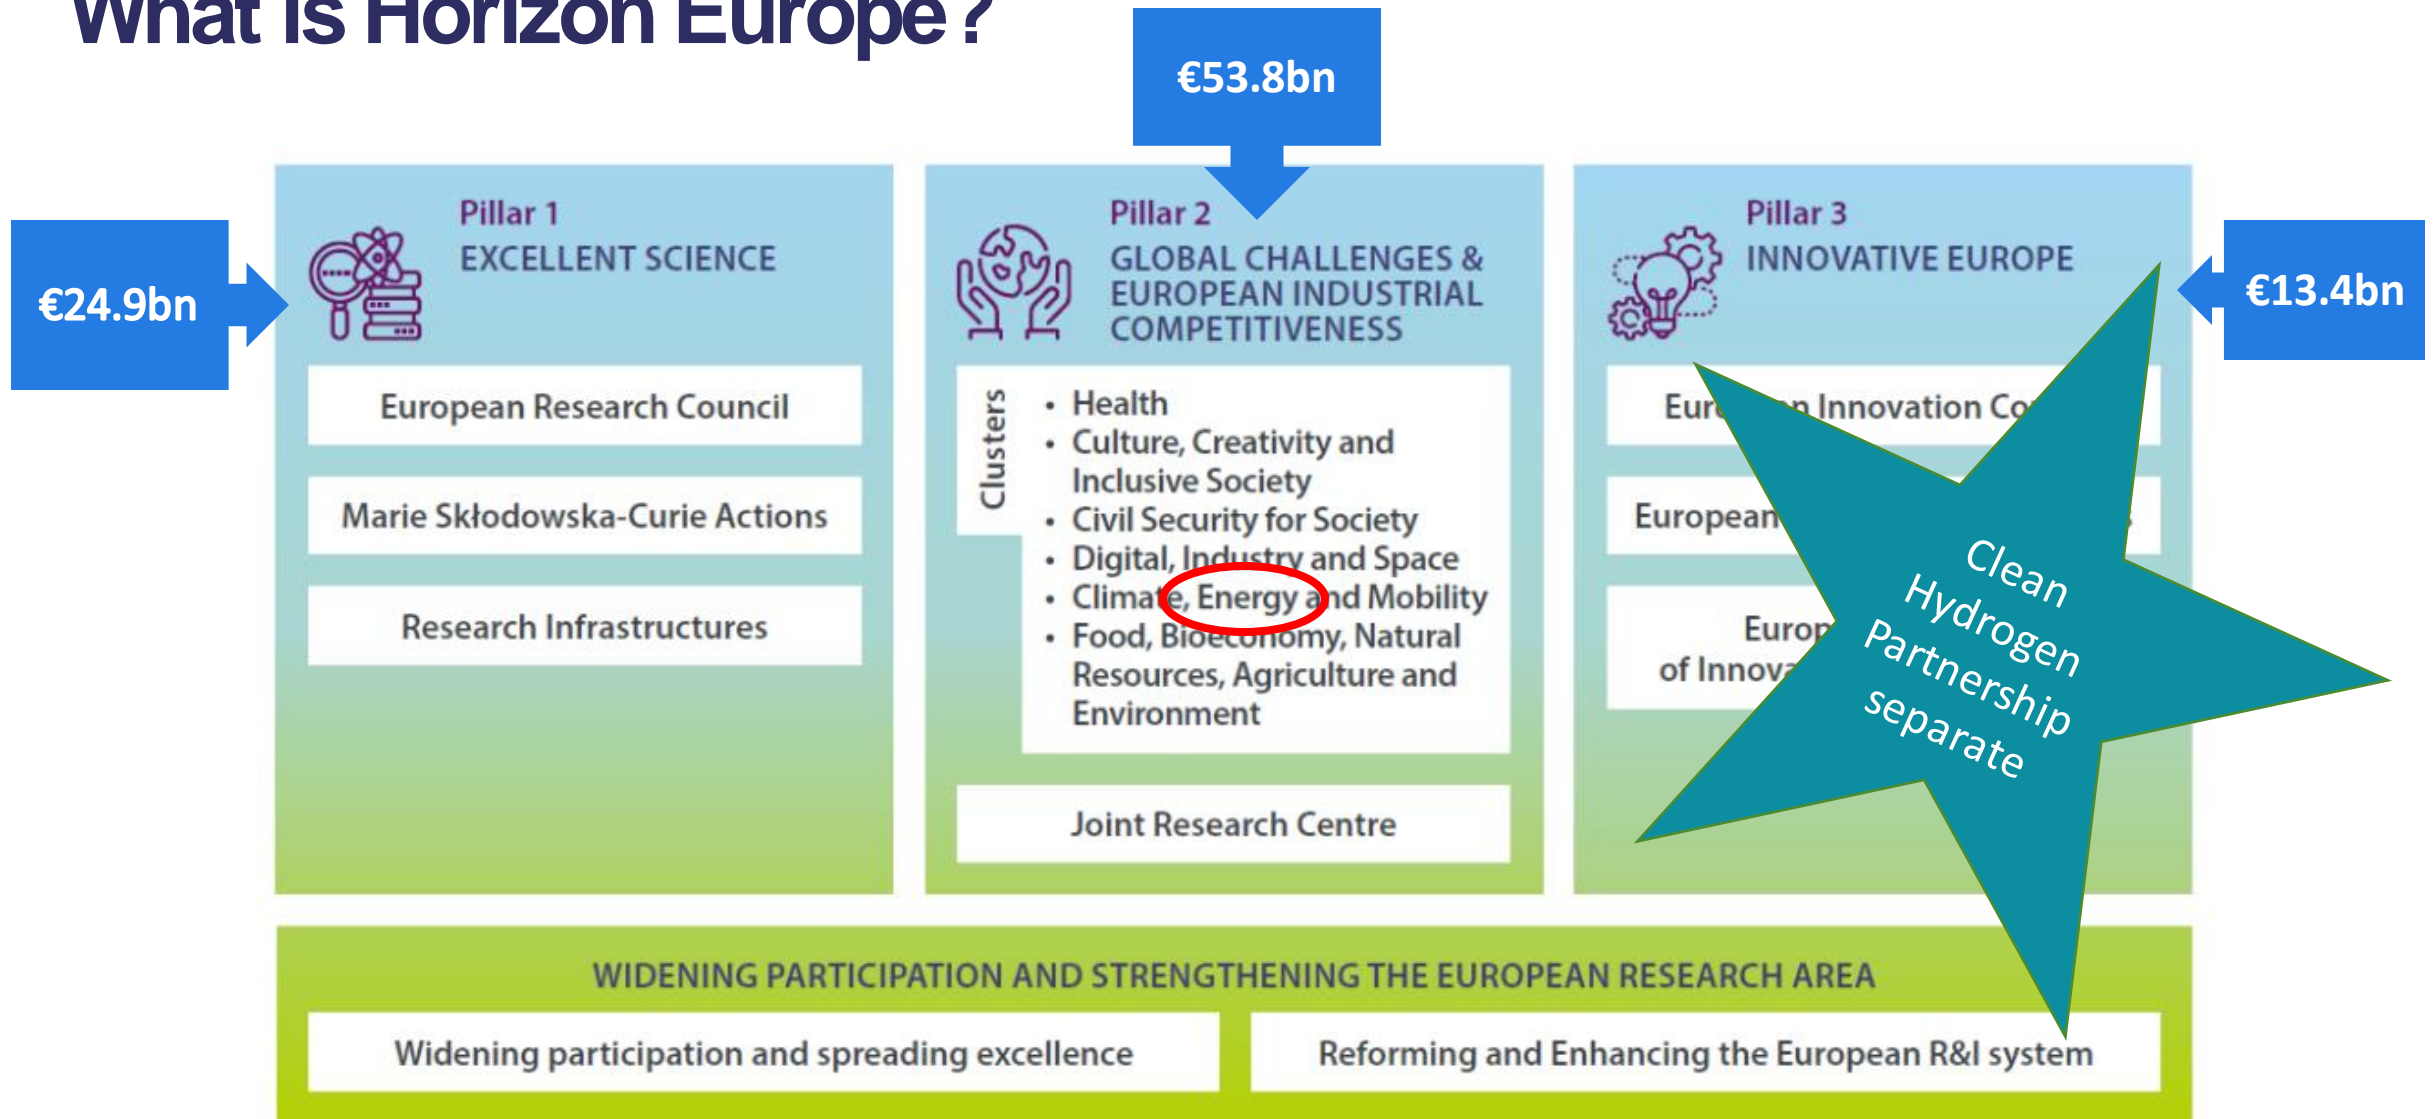 What is Horizon Europe?
€53.8bn
€24.9bn
€13.4bn
Pillar 1
EXCELLENT SCIENCE
European Research Council
Marie Skłodowska-Curie Actions
Research Infrastructures
Pillar 2
GLOBAL CHALLENGES &
EUROPEAN INDUSTRIAL
COMPETITIVENESS
Clusters
• Health
• Culture, Creativity and
Inclusive Society
• Civil Security for Society
• Digital, Industry and Space
• Climate, Energy and Mobility
• Food, Bioeconomy, Natural
Resources, Agriculture and
Environment
Joint Research Centre
Pillar 3
INNOVATIVE EUROPE
Innovation
European
of
Clean
Hydrogen
Partnership
separate
WIDENING PARTICIPATION AND STRENGTHENING THE EUROPEAN RESEARCH AREA
Widening participation and spreading excellence
Reforming and Enhancing the European R&I system